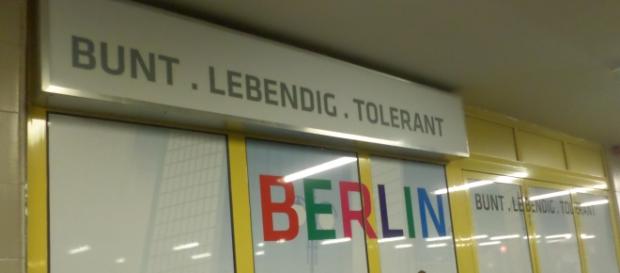 BUNT . LEBENDIG . TOLERANT
BERLIN
BUNT . LEBENDIG . TOLERANT